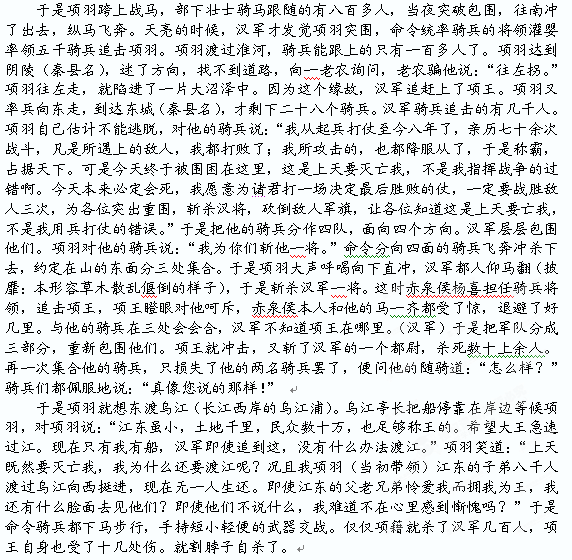 于是项羽跨上战马，部下壮士骑马跟随的有八百多人，当夜突破包围，往南冲
了出去，纵马飞奔。天亮的时候，汉军才发觉项羽突围，命令统率骑兵的将领灌婴
率领五千骑兵追击项羽。项羽渡过淮河，骑兵能跟上的只有一百多人了。项羽达到
阴陵（秦县名），迷了方向，找不到道路，向一老农询问，老农骗他说：“往左拐。”
项羽往左走，就陷进了一片大沼泽中。因为这个缘故，汉军追赶上了项王。项羽又
率兵向东走，到达东城（秦县名），才剩下二十八个骑兵。汉军骑兵追击的有几千人。
项羽自己估计不能逃脱，对他的骑兵说：“我从起兵打仗至今八年了，亲历七十余次
战斗，凡是所遇上的敌人，我都打败了；我所攻击的，也都降服从了，于是称霸，
占据天下。可是今天终于被围困在这里，这是上天要灭亡我，不是我指挥战争的过
错啊。今天本来必定会死，我愿意为诸君打一场决定最后胜败的仗，一定要战胜敌
人三次，为各位突出重围，斩杀汉将，砍倒敌人军旗，让各位知道这是上天要亡我，
不是我用兵打仗的错误。”于是把他的骑兵分作四队，面向四个方向。汉军层层包围
他们。项羽对他的骑兵说：“我为你们斩他一将。”命令分向四面的骑兵飞奔冲杀下
去，约定在山的东面分三处集合。于是项羽大声呼喝向下直冲，汉军都人仰马翻（披
靡：本形容草木散乱偃倒的样子），于是斩杀汉军一将。这时赤泉侯杨喜担任骑兵将
领，追击项王，项王瞪眼对他呵斥，赤泉侯本人和他的马一齐都受了惊，退避了好
几里。与他的骑兵在三处会会合，汉军不知道项王在哪里。（汉军）于是把军队分成
三部分，重新包围他们。项王就冲击，又斩了汉军的一个都尉，杀死数十上余人。
再一次集合他的骑兵，只损失了他的两名骑兵罢了，便问他的随骑道：“怎么样？”
骑兵们都佩服地说：“真像您说的那样！”
于是项羽就想东渡乌江（长江西岸的乌江浦）。乌江亭长把船停靠在岸边等候项
羽，对项羽说：“江东虽小，土地千里，民众数十万，也足够称王的。希望大王急速
过江。现在只有我有船，汉军即使追到这，没有什么办法渡江。”项羽笑道：“上天
既然要灭亡我，我为什么还要渡江呢？况且我项羽（当初带领）江东的子弟八千人
渡过乌江向西挺进，现在无一人生还。即使江东的父老兄弟怜爱我而拥我为王，我
还有什么脸面去见他们？即使他们不说什么，我难道不在心里感到惭愧吗？”于是
命令骑兵都下马步行，手持短小轻便的武器交战。仅仅项籍就杀了汉军几百人，项
王自身也受了十几处伤。就割脖子自杀了。